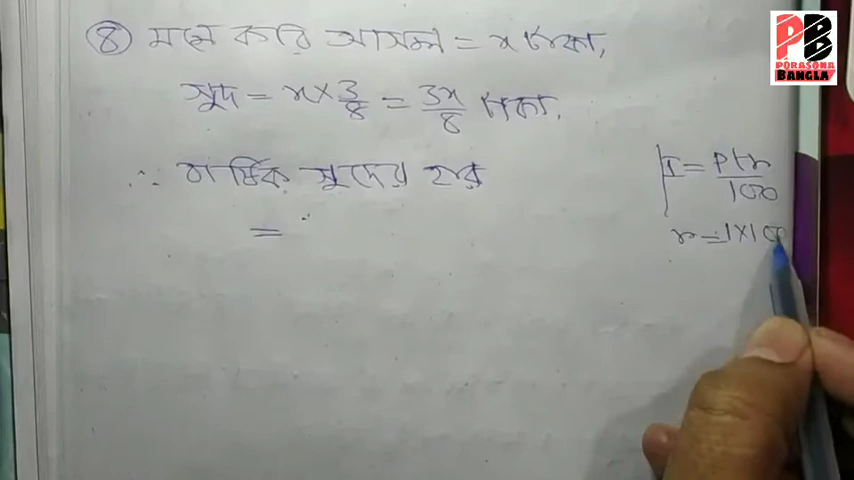 ৪ মনে করি আসল = x টাকা,
সুদ = x × 3/8 = 3x/8 টাকা.
∴ বার্ষিক সুদের হার
=
I = Ptr/100
r = I×100
PB
PORASONA
BANGLA